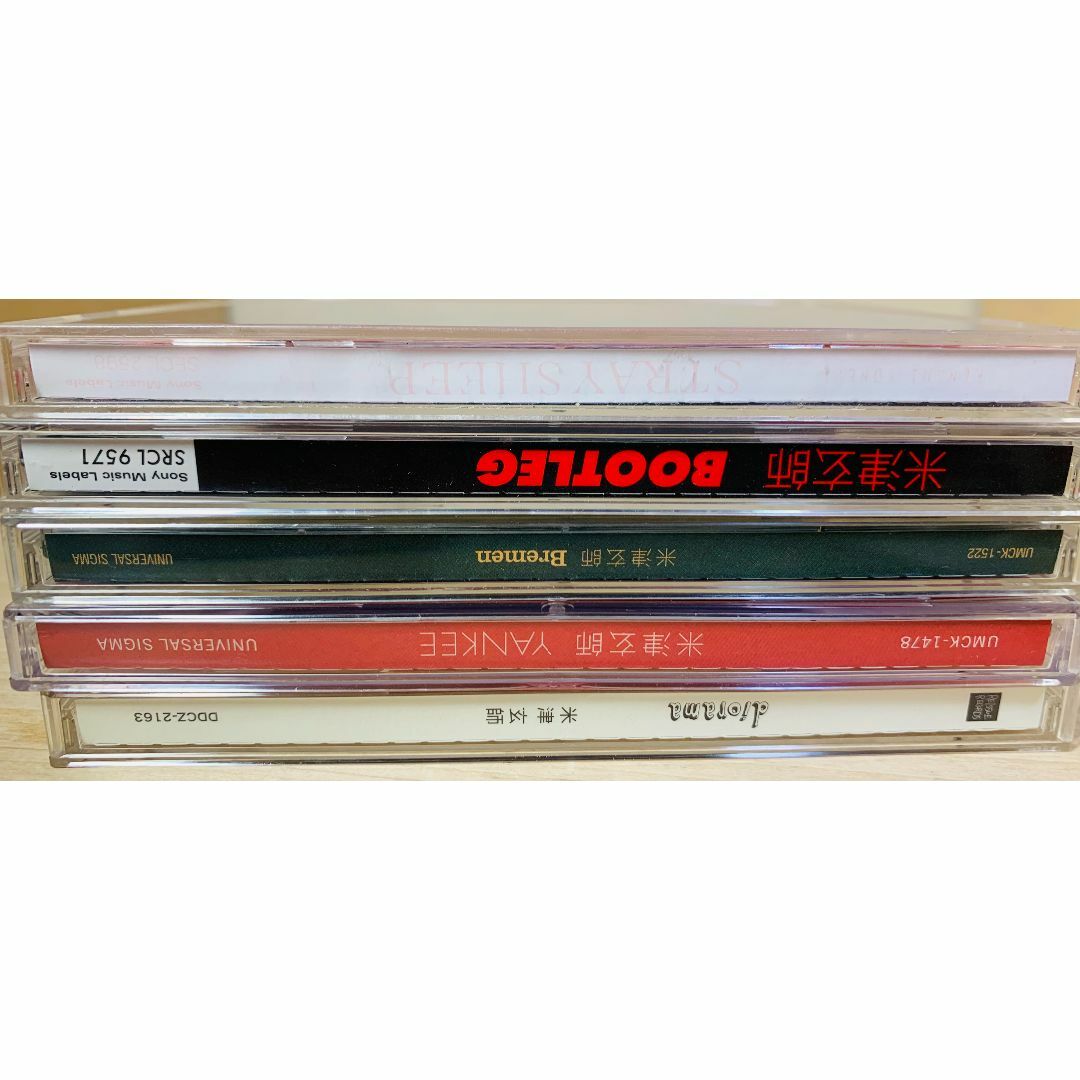 STRAY SHEEP
Sony Music Labels
米津玄師 BOOTLEG
Sony Music Labels
SRCL 9571
UMCK-1522
米津玄師 Bremen
UNIVERSAL SIGMA
UMCK-1478
米津玄師 YANKEE
UNIVERSAL SIGMA
diorama
米津玄師
DDCZ-2163